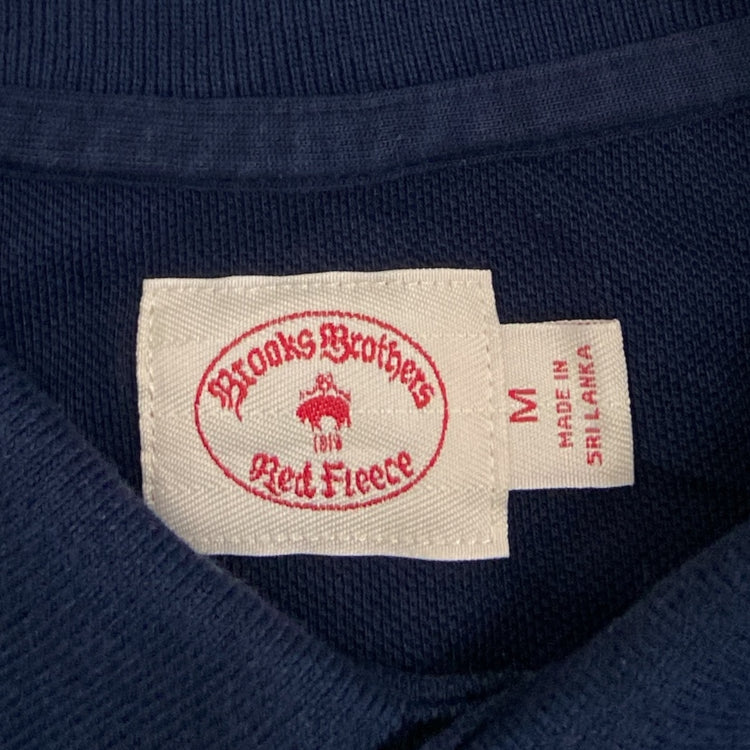 Brooks Brothers
1818
Red Fleece
M
MADE IN
SRI LANKA